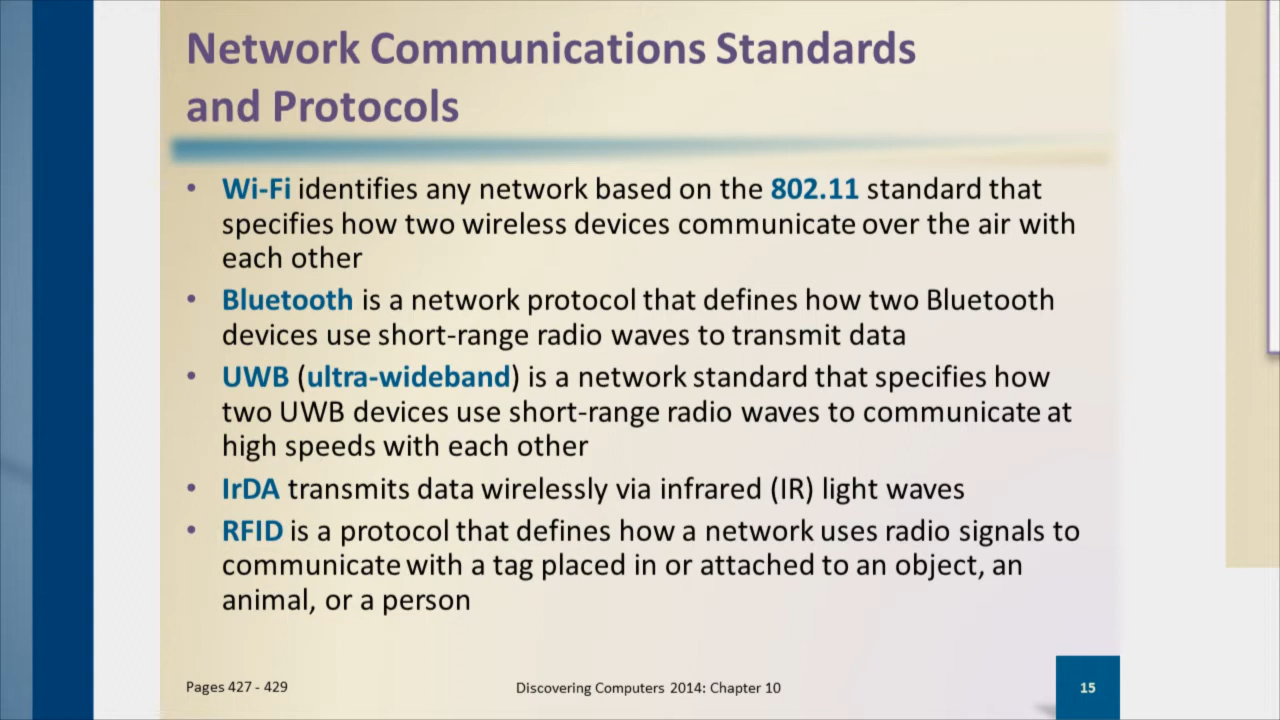 Network Communications Standards
and Protocols
• Wi-Fi identifies any network based on the 802.11 standard that
specifies how two wireless devices communicate over the air with
each other
• Bluetooth is a network protocol that defines how two Bluetooth
devices use short-range radio waves to transmit data
• UWB (ultra-wideband) is a network standard that specifies how
two UWB devices use short-range radio waves to communicate at
high speeds with each other
• IrDA transmits data wirelessly via infrared (IR) light waves
• RFID is a protocol that defines how a network uses radio signals to
communicate with a tag placed in or attached to an object, an
animal, or a person
Pages 427 - 429
Discovering Computers 2014: Chapter 10
15